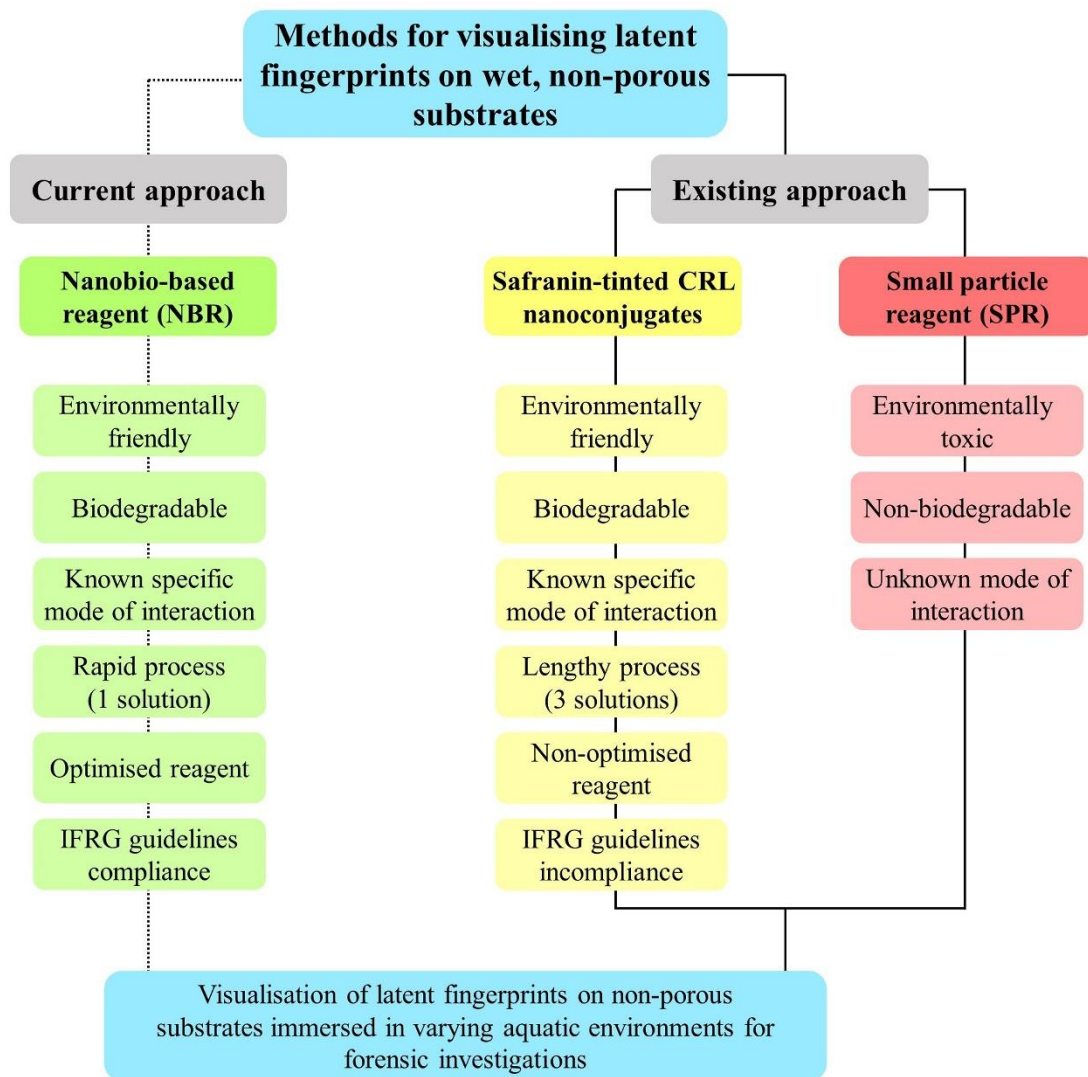 Methods for visualising latent
fingerprints on wet, non-porous
substrates
Current approach
Existing approach
Nanobio-based
reagent (NBR)
Environmentally
friendly
Biodegradable
Known specific
mode of interaction
Rapid process
(1 solution)
Optimised reagent
IFRG guidelines
compliance
Safranin-tinted CRL
nanoconjugates
Environmentally
friendly
Biodegradable
Known specific
mode of interaction
Lengthy process
(3 solutions)
Non-optimised
reagent
IFRG guidelines
incompliance
Small particle
reagent (SPR)
Environmentally
toxic
Non-biodegradable
Unknown mode of
interaction
Visualisation of latent fingerprints on non-porous
substrates immersed in varying aquatic environments for
forensic investigations